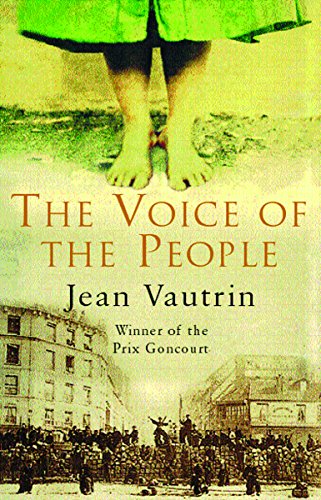 THE VOICE OF
THE PEOPLE
Jean Vautrin
Winner of the
Prix Goncourt